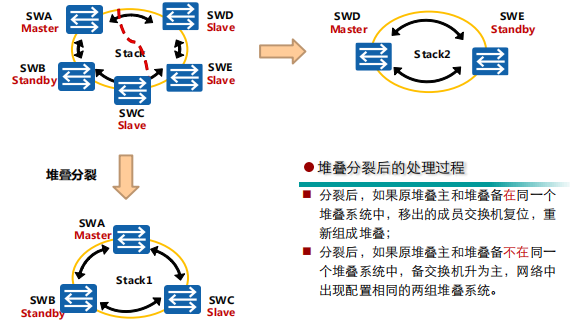 SWA
Master
SWD
Slave
Stack
SWB
Standby
SWE
Slave
SWC
Slave
SWD
Master
SWE
Standby
Stack2
堆叠分裂
SWA
Master
Stack1
SWB
Standby
SWC
Slave
堆叠分裂后的处理过程
分裂后，如果原堆叠主和堆叠备在同一个
堆叠系统中，移出的成员交换机复位，重
新组成堆叠；
分裂后，如果原堆叠主和堆叠备不在同一
个堆叠系统中，备交换机升为主，网络中
出现配置相同的两组堆叠系统。